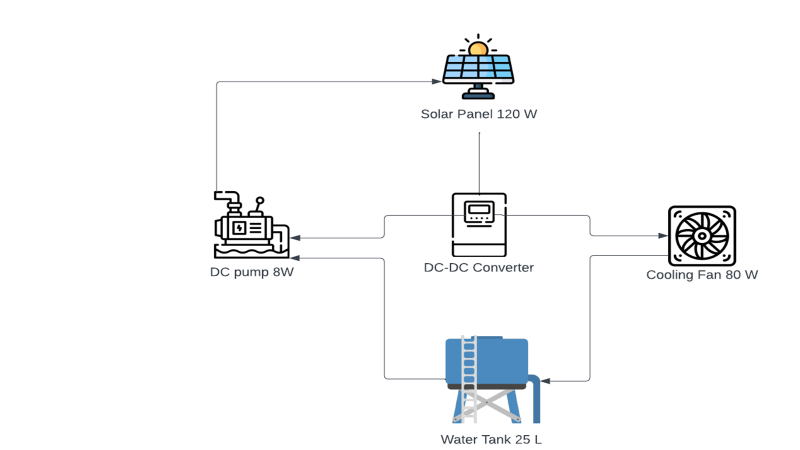 Solar Panel 120 W
DC-DC Converter
DC pump 8W
Cooling Fan 80 W
Water Tank 25 L